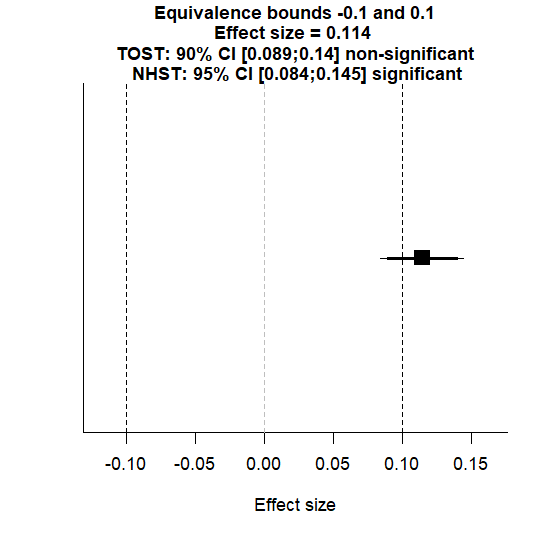 Equivalence bounds -0.1 and 0.1
Effect size = 0.114
TOST: 90% CI [0.089;0.14] non-significant
NHST: 95% CI [0.084;0.145] significant
-0.10 -0.05 0.00 0.05 0.10 0.15
Effect size